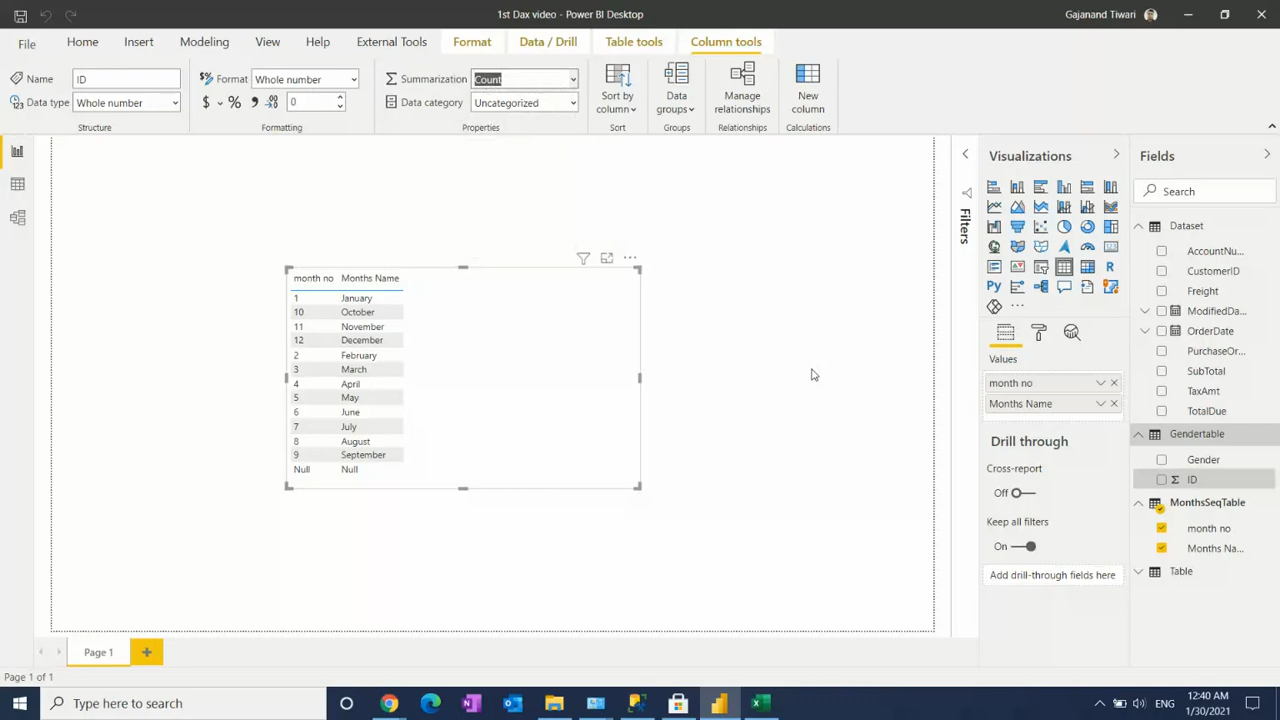 1st Dax video - Power BI Desktop
Gajanand Tiwari
File Home Insert Modeling View Help External Tools Format Data / Drill Table tools Column tools
Name ID
Data type Whole number
Structure
Format Whole number
$ % 0
Formatting
Summarization Count
Data category Uncategorized
Properties
Sort by
column
Sort
Data
groups
Groups
Manage
relationships
Relationships
New
column
Calculations
month no Months Name
1 January
10 October
11 November
12 December
2 February
3 March
4 April
5 May
6 June
7 July
8 August
9 September
Null Null
Filters
Visualizations
R
Py
Values
month no
Months Name
Drill through
Cross-report
Off
Keep all filters
On
Add drill-through fields here
Fields
Search
Dataset
AccountNu...
CustomerID
Freight
ModifiedDa...
OrderDate
PurchaseOr...
SubTotal
TaxAmt
TotalDue
Gendertable
Gender
Σ ID
MonthsSeqTable
month no
Months Na...
Table
Page 1
Page 1 of 1
Type here to search
ENG
12:40 AM
1/30/2021